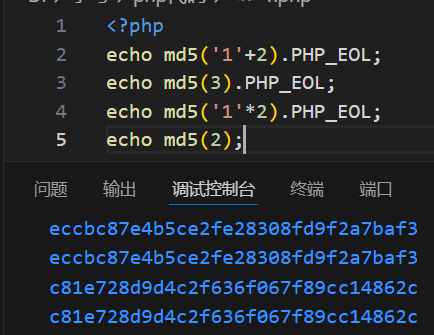 1 <?php
2 echo md5('1'+2).PHP_EOL;
3 echo md5(3).PHP_EOL;
4 echo md5('1'*2).PHP_EOL;
5 echo md5(2);
问题 输出 调试控制台 终端 端口
eccbc87e4b5ce2fe28308fd9f2a7baf3
eccbc87e4b5ce2fe28308fd9f2a7baf3
c81e728d9d4c2f636f067f89cc14862c
c81e728d9d4c2f636f067f89cc14862c